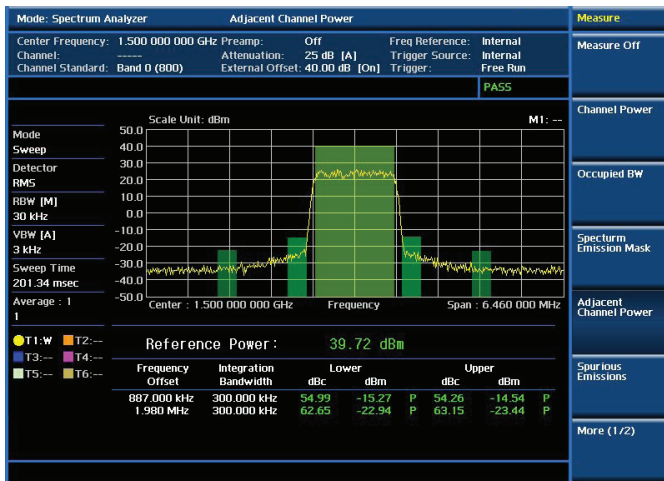 Mode: Spectrum Analyzer Adjacent Channel Power
Center Frequency: 1.500 000 000 GHz Preamp: Off Freq Reference: Internal
Channel: ----- Attenuation: 25 dB [A] Trigger Source: Internal
Channel Standard: Band 0 (800) External Offset: 40.00 dB [On] Trigger: Free Run
PASS
Scale Unit: dBm M1: --
Mode
Sweep
Detector
RMS
RBW [M]
30 kHz
VBW [A]
3 kHz
Sweep Time
201.34 msec
Average : 1
1
T1:W T2:--
T3:-- T4:--
T5:-- T6:--
50.0
40.0
30.0
20.0
10.0
0.0
-10.0
-20.0
-30.0
-40.0
-50.0
Center : 1.500 000 000 GHz Frequency Span : 6.460 000 MHz
Reference Power: 39.72 dBm
Frequency Integration Lower Upper
Offset Bandwidth dBc dBm dBc dBm
887.000 kHz 300.000 kHz 54.99 -15.27 P 54.26 -14.54 P
1.980 MHz 300.000 kHz 62.65 -22.94 P 63.15 -23.44 P
Measure
Measure Off
Channel Power
Occupied BW
Specturm
Emission Mask
Adjacent
Channel Power
Spurious
Emissions
More (1/2)